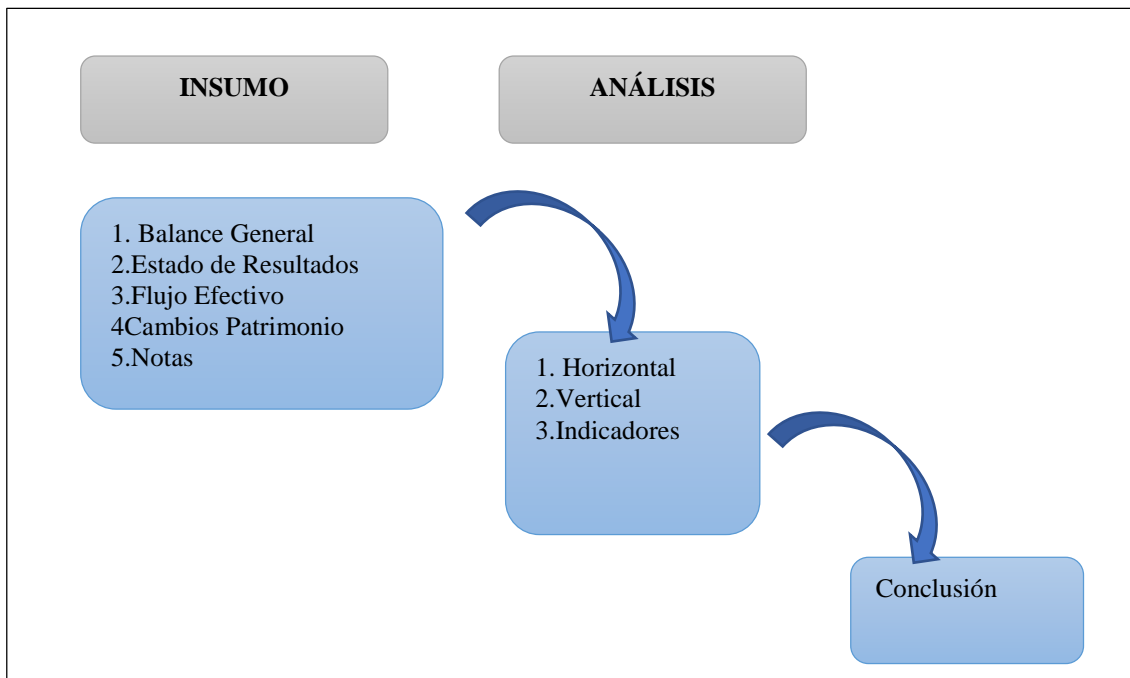 INSUMO
ANÁLISIS
1. Balance General
2.Estado de Resultados
3.Flujo Efectivo
4Cambios Patrimonio
5.Notas
1. Horizontal
2.Vertical
3.Indicadores
Conclusión